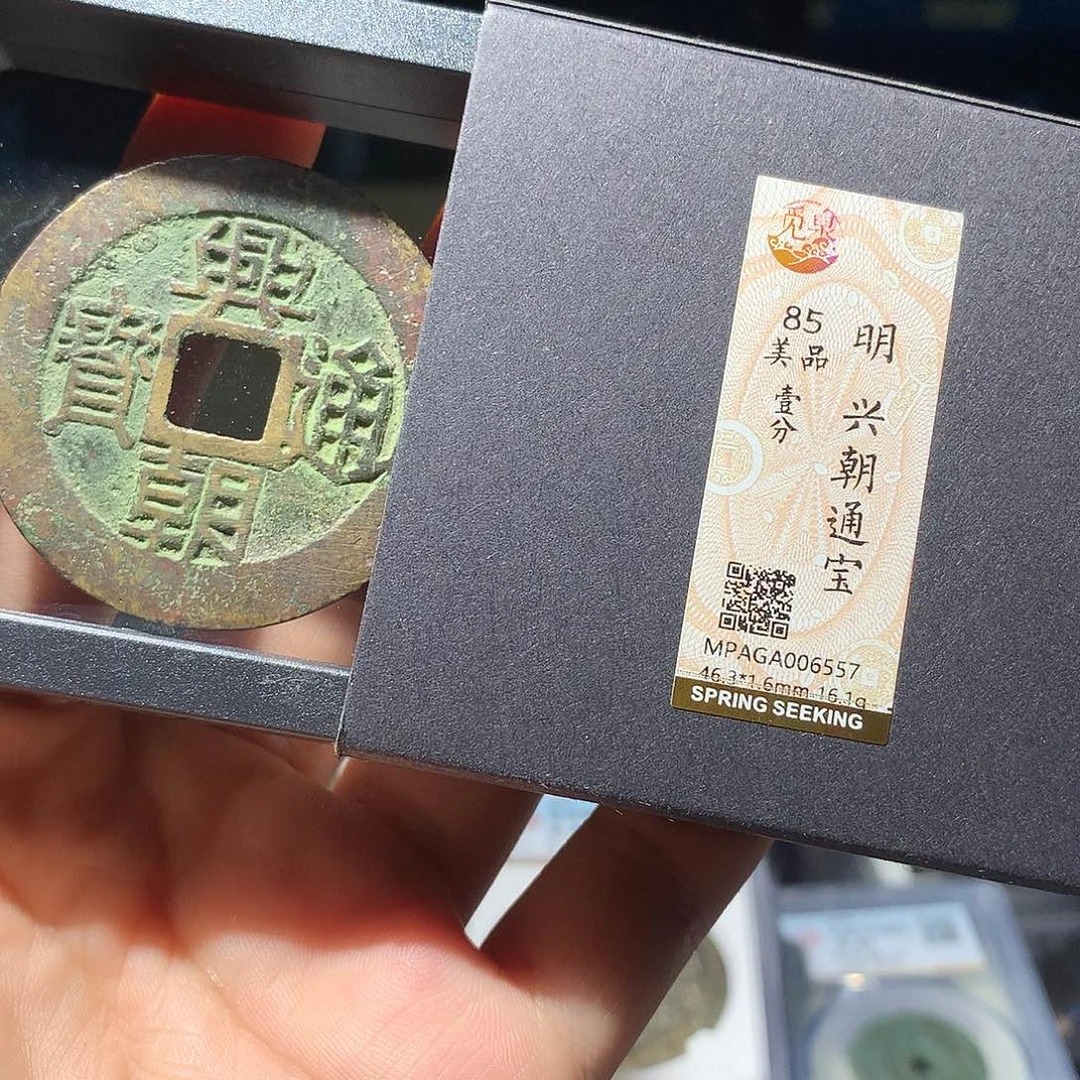 興朝通寶
觅泉
明 兴朝通宝
85
美品
壹分
MPAGA006557
46.3*1.6mm 16.1g
SPRING SEEKING